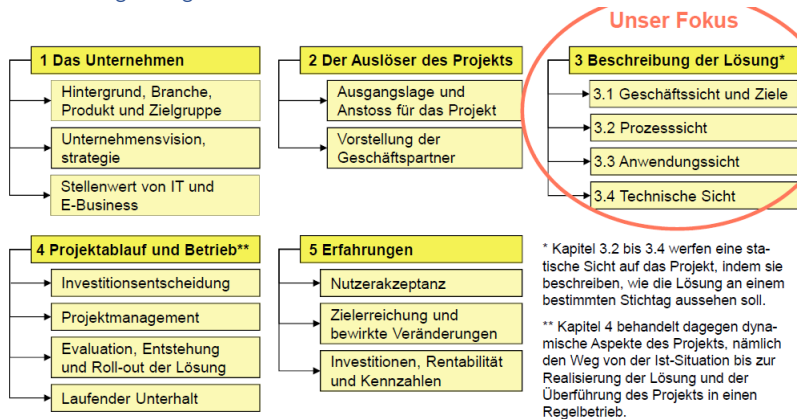 Unser Fokus
1 Das Unternehmen
Hintergrund, Branche,
Produkt und Zielgruppe
Unternehmensvision,
strategie
Stellenwert von IT und
E-Business
2 Der Auslöser des Projekts
Ausgangslage und
Anstoss für das Projekt
Vorstellung der
Geschäftspartner
3 Beschreibung der Lösung*
3.1 Geschäftssicht und Ziele
3.2 Prozesssicht
3.3 Anwendungssicht
3.4 Technische Sicht
4 Projektablauf und Betrieb**
Investitionsentscheidung
Projektmanagement
Evaluation, Entstehung
und Roll-out der Lösung
Laufender Unterhalt
5 Erfahrungen
Nutzerakzeptanz
Zielerreichung und
bewirkte Veränderungen
Investitionen, Rentabilität
und Kennzahlen
* Kapitel 3.2 bis 3.4 werfen eine sta-
tische Sicht auf das Projekt, indem sie
beschreiben, wie die Lösung an einem
bestimmten Stichtag aussehen soll.
** Kapitel 4 behandelt dagegen dyna-
mische Aspekte des Projekts, nämlich
den Weg von der Ist-Situation bis zur
Realisierung der Lösung und der
Überführung des Projekts in einen
Regelbetrieb.